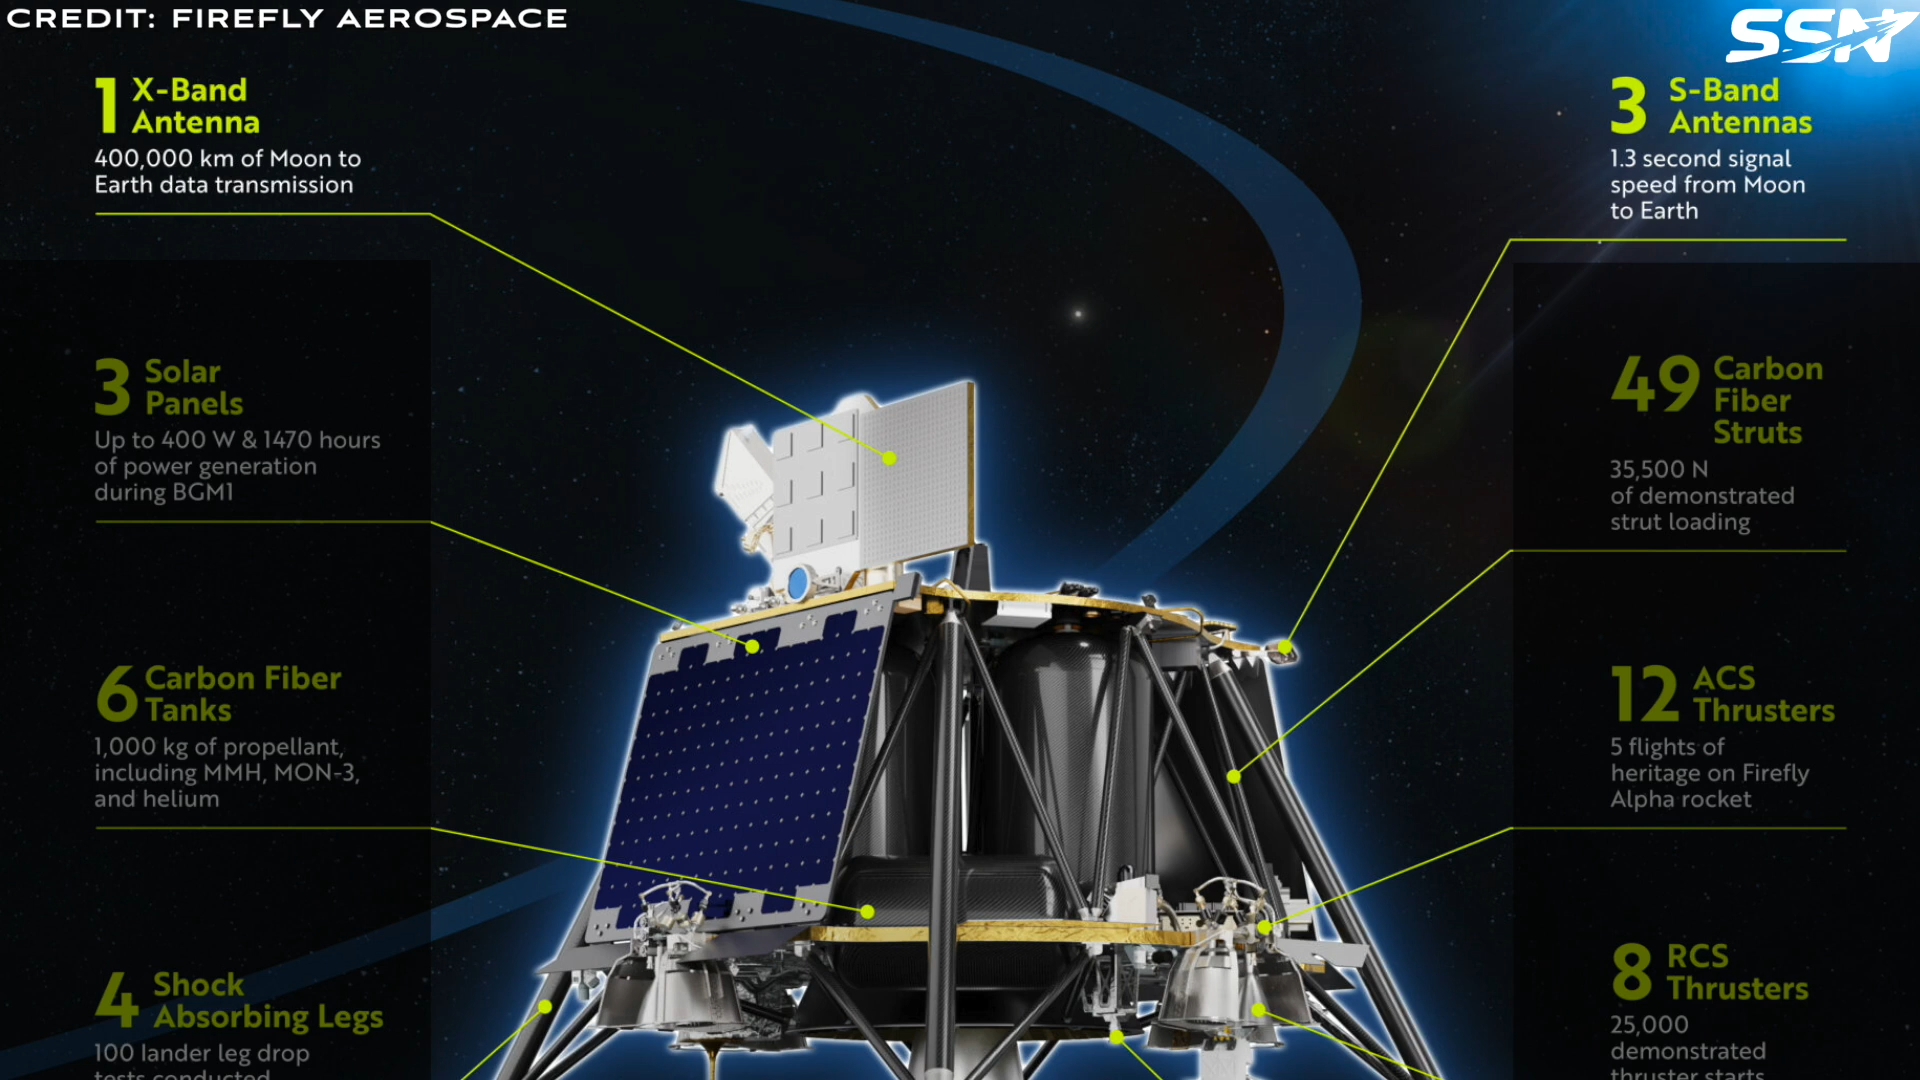 CREDIT: FIREFLY AEROSPACE
SSN
1 X-Band
Antenna
400,000 km of Moon to
Earth data transmission
3 Solar
Panels
Up to 400 W & 1470 hours
of power generation
during BGM1
6 Carbon Fiber
Tanks
1,000 kg of propellant,
including MMH, MON-3,
and helium
4 Shock
Absorbing Legs
100 lander leg drop
tests conducted
3 S-Band
Antennas
1.3 second signal
speed from Moon
to Earth
49 Carbon
Fiber
Struts
35,500 N
of demonstrated
strut loading
12 ACS
Thrusters
5 flights of
heritage on Firefly
Alpha rocket
8 RCS
Thrusters
25,000
demonstrated
thruster starts